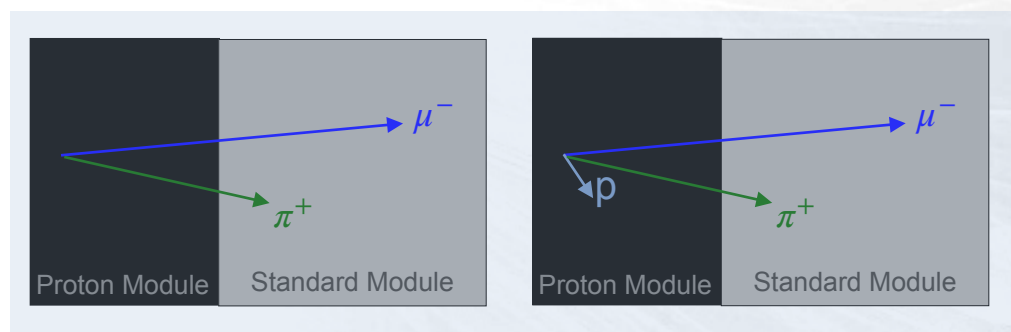 μ⁻
π⁺
Proton Module
Standard Module
μ⁻
p
π⁺
Proton Module
Standard Module